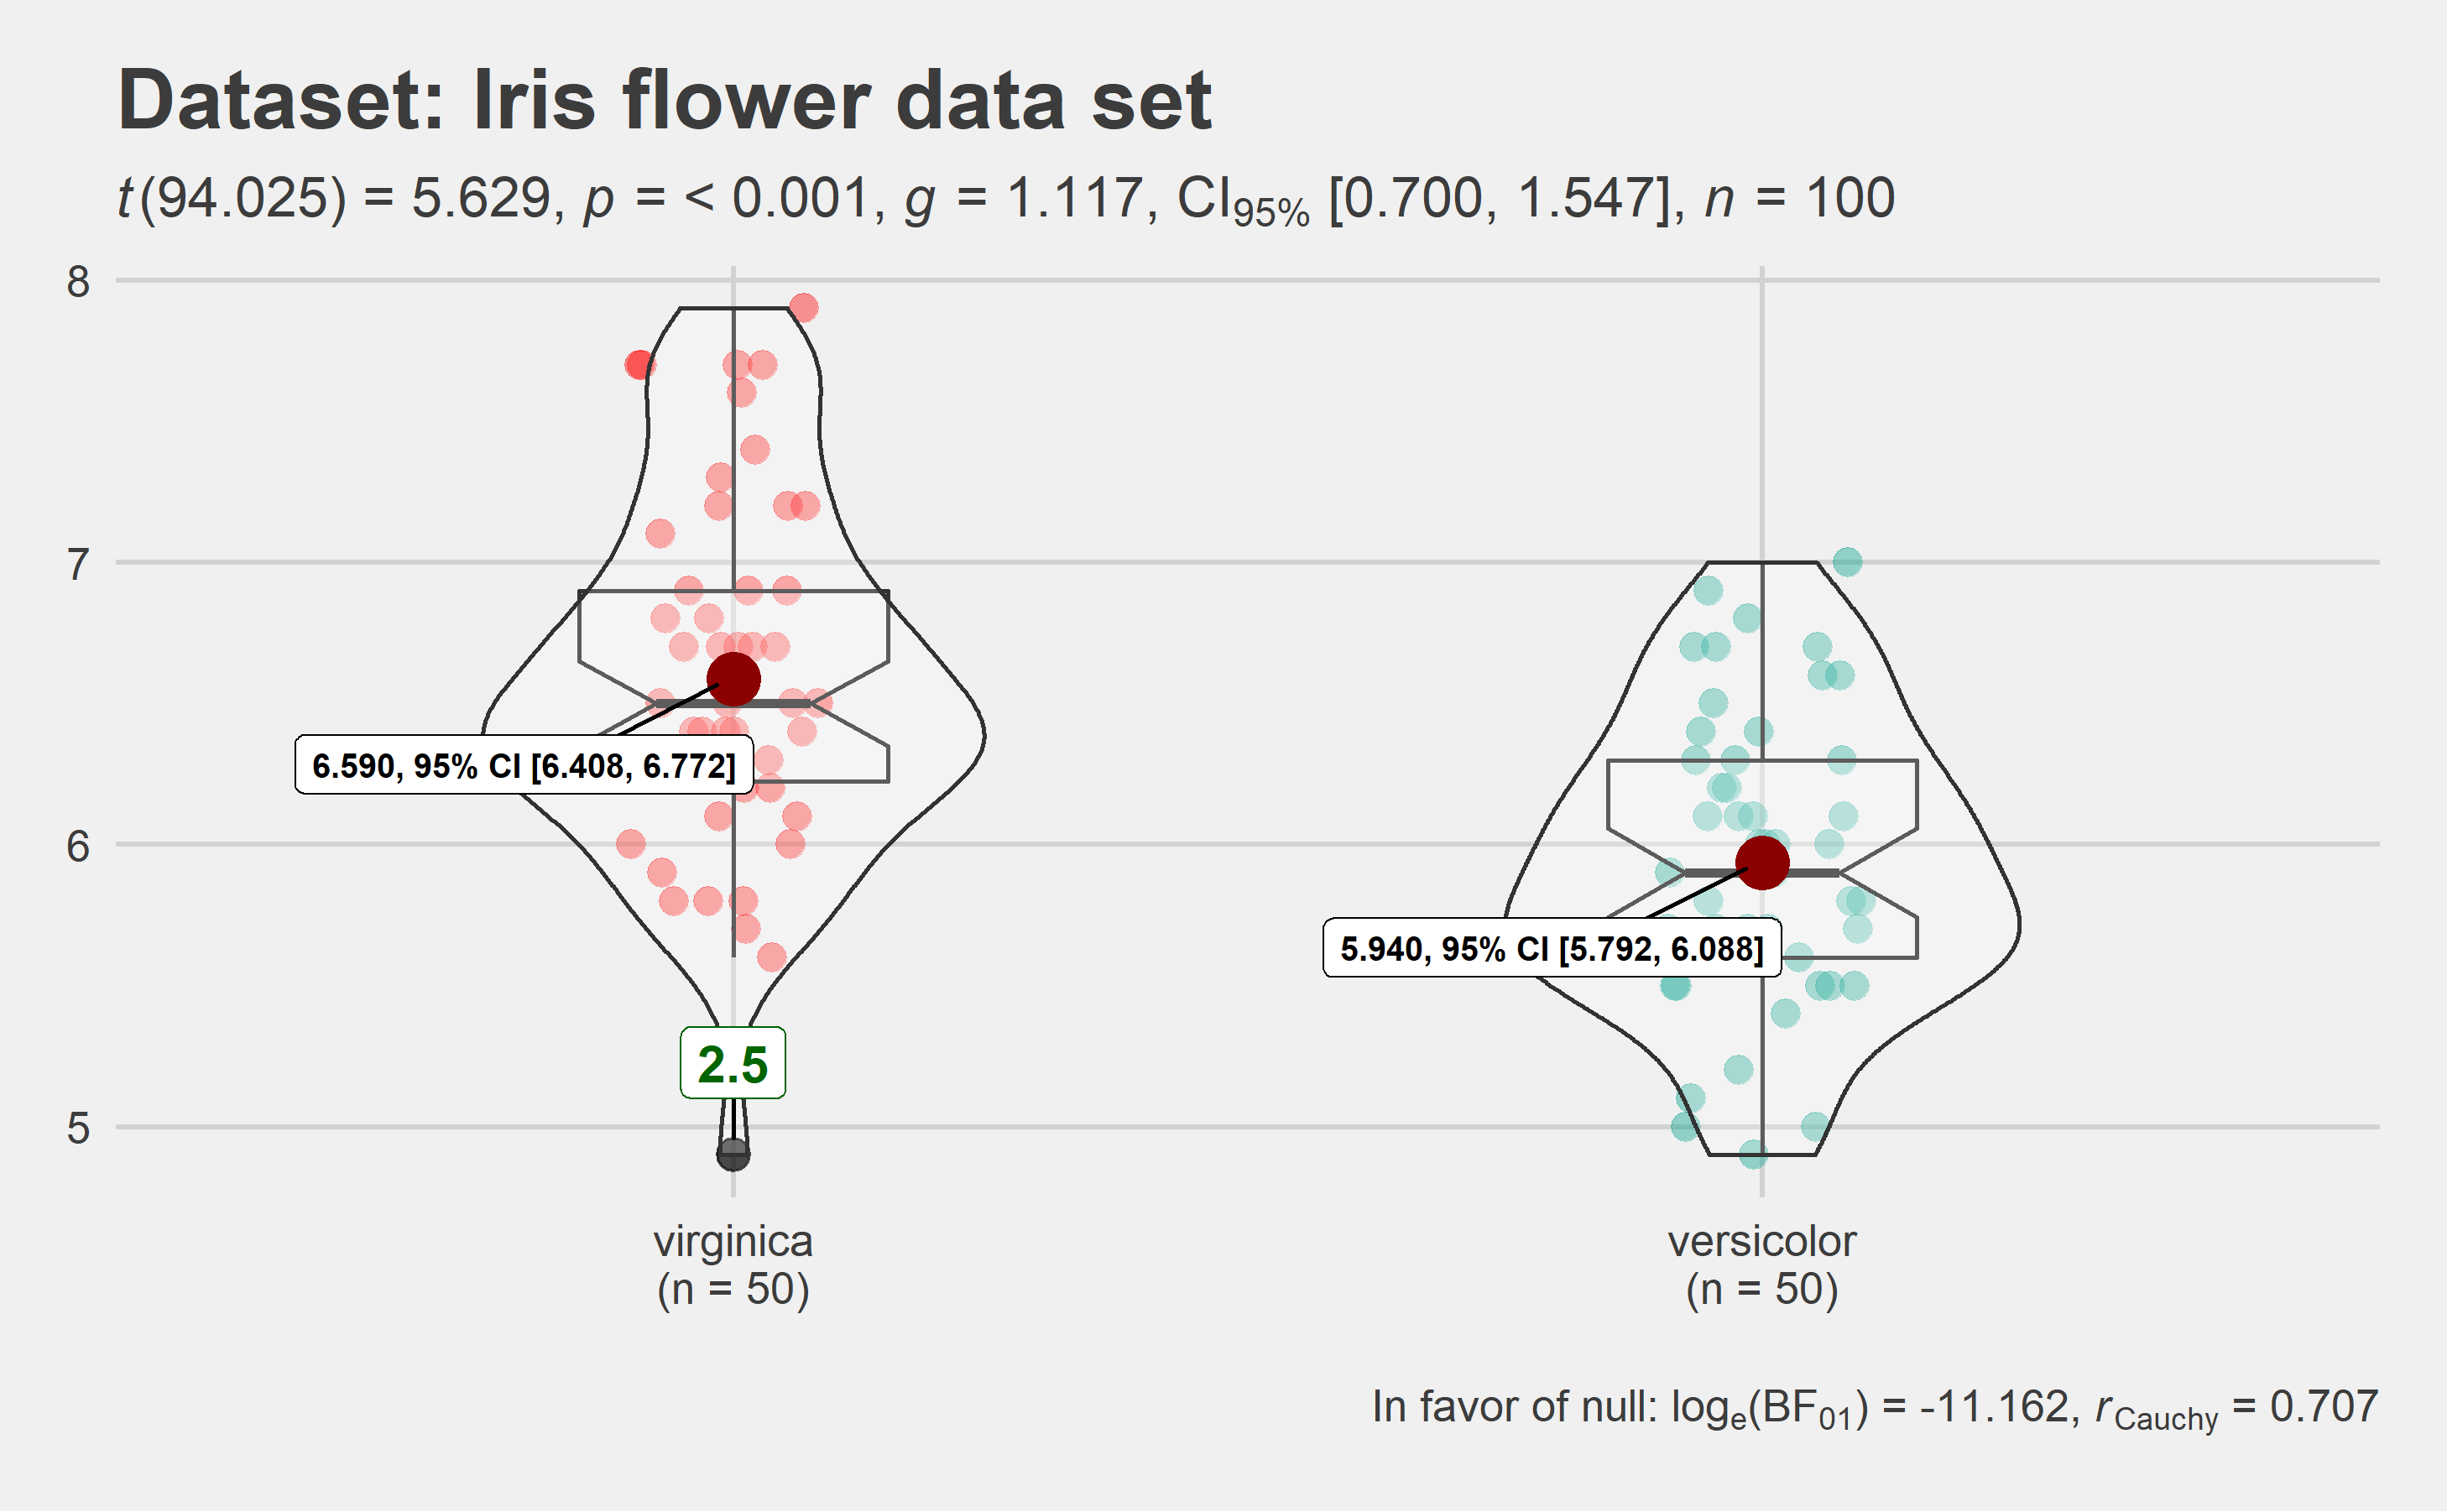 Dataset: Iris flower data set
t(94.025) = 5.629, p = < 0.001, g = 1.117, CI95% [0.700, 1.547], n = 100
8
7
6
5
6.590, 95% CI [6.408, 6.772]
5.940, 95% CI [5.792, 6.088]
2.5
virginica
(n = 50)
versicolor
(n = 50)
In favor of null: loge(BF01) = -11.162, rCauchy = 0.707